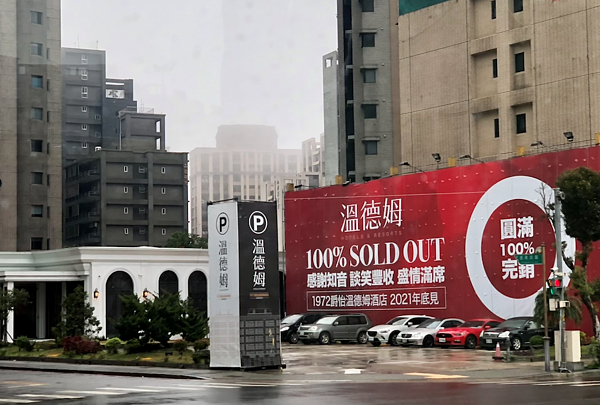 溫德姆
HOTELS & RESORTS
100% SOLD OUT
感謝知音 談笑豐收 盛情滿席
1972爵怡溫德姆酒店 2021年底見
圓滿
100%
完銷
P
溫德姆
P
溫德姆